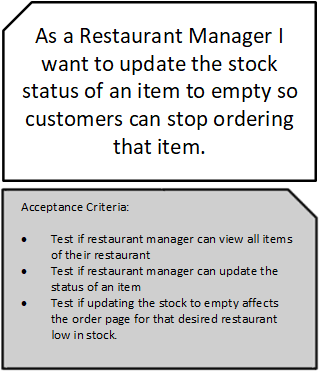 As a Restaurant Manager I
want to update the stock
status of an item to empty so
customers can stop ordering
that item.
Acceptance Criteria:
• Test if restaurant manager can view all items
of their restaurant
• Test if restaurant manager can update the
status of an item
• Test if updating the stock to empty affects
the order page for that desired restaurant
low in stock.